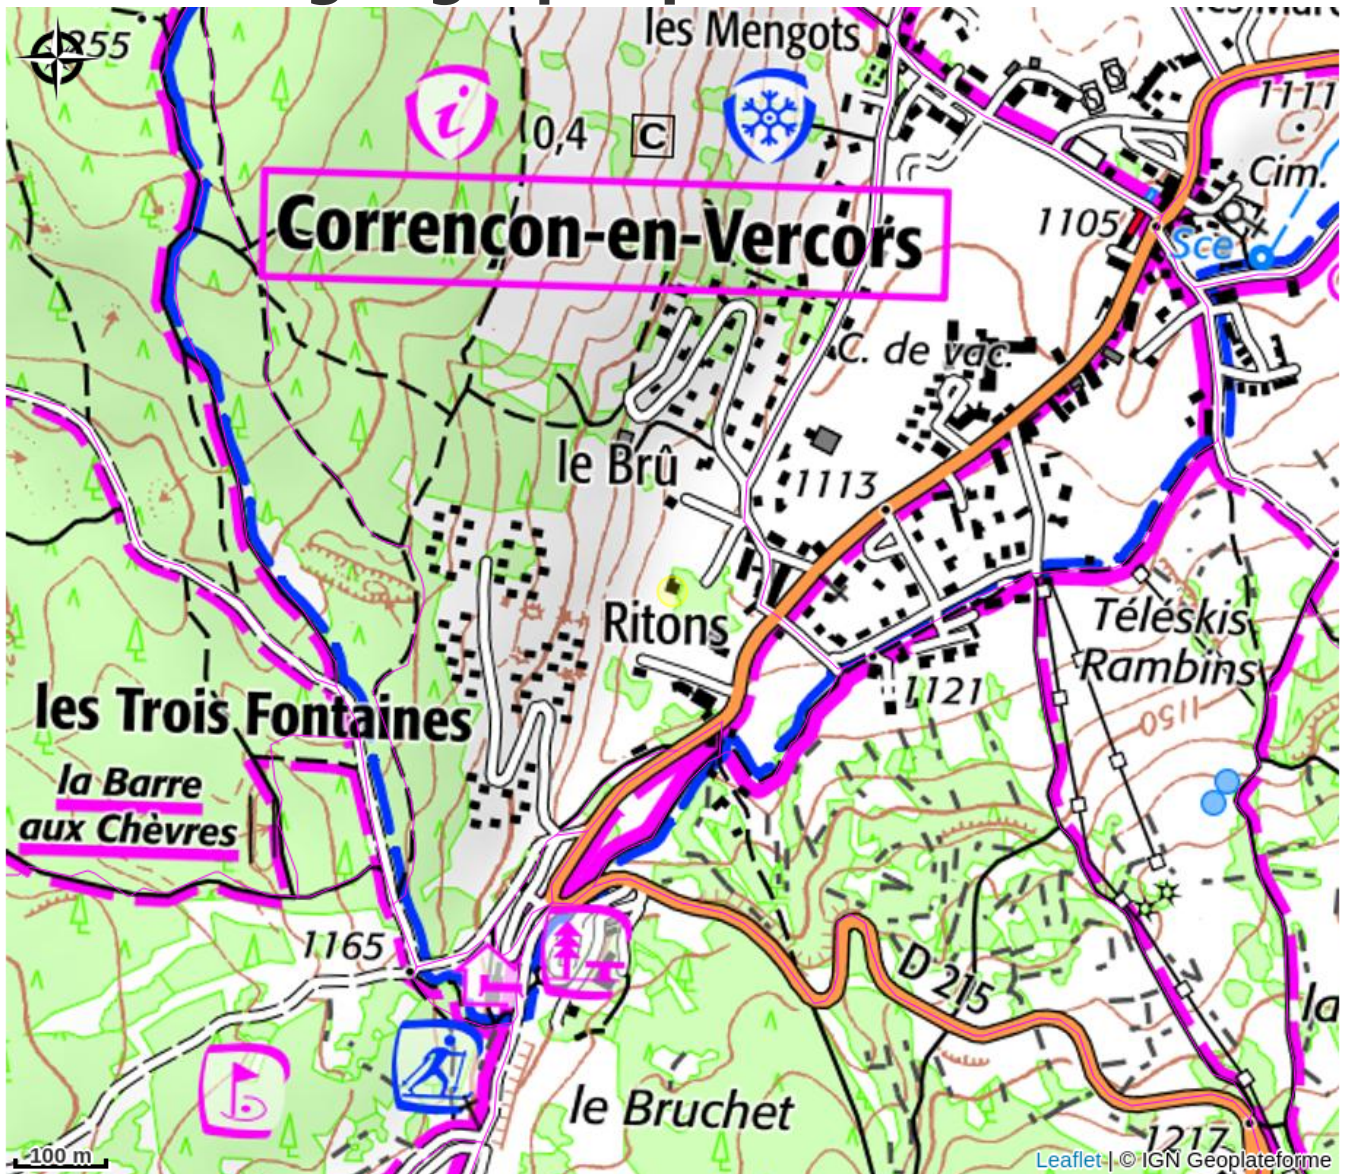 les Mengots
255
1111
0,4 C
Cim.
Corrençon-en-Vercors
1105
Sce
C. de vac.
le Brû
1113
Ritons
Téléskis
Rambins
1121
1150
les Trois Fontaines
la Barre
aux Chèvres
1165
D 215
la
le Bruchet
1217
100 m
Leaflet | © IGN Geoplateforme